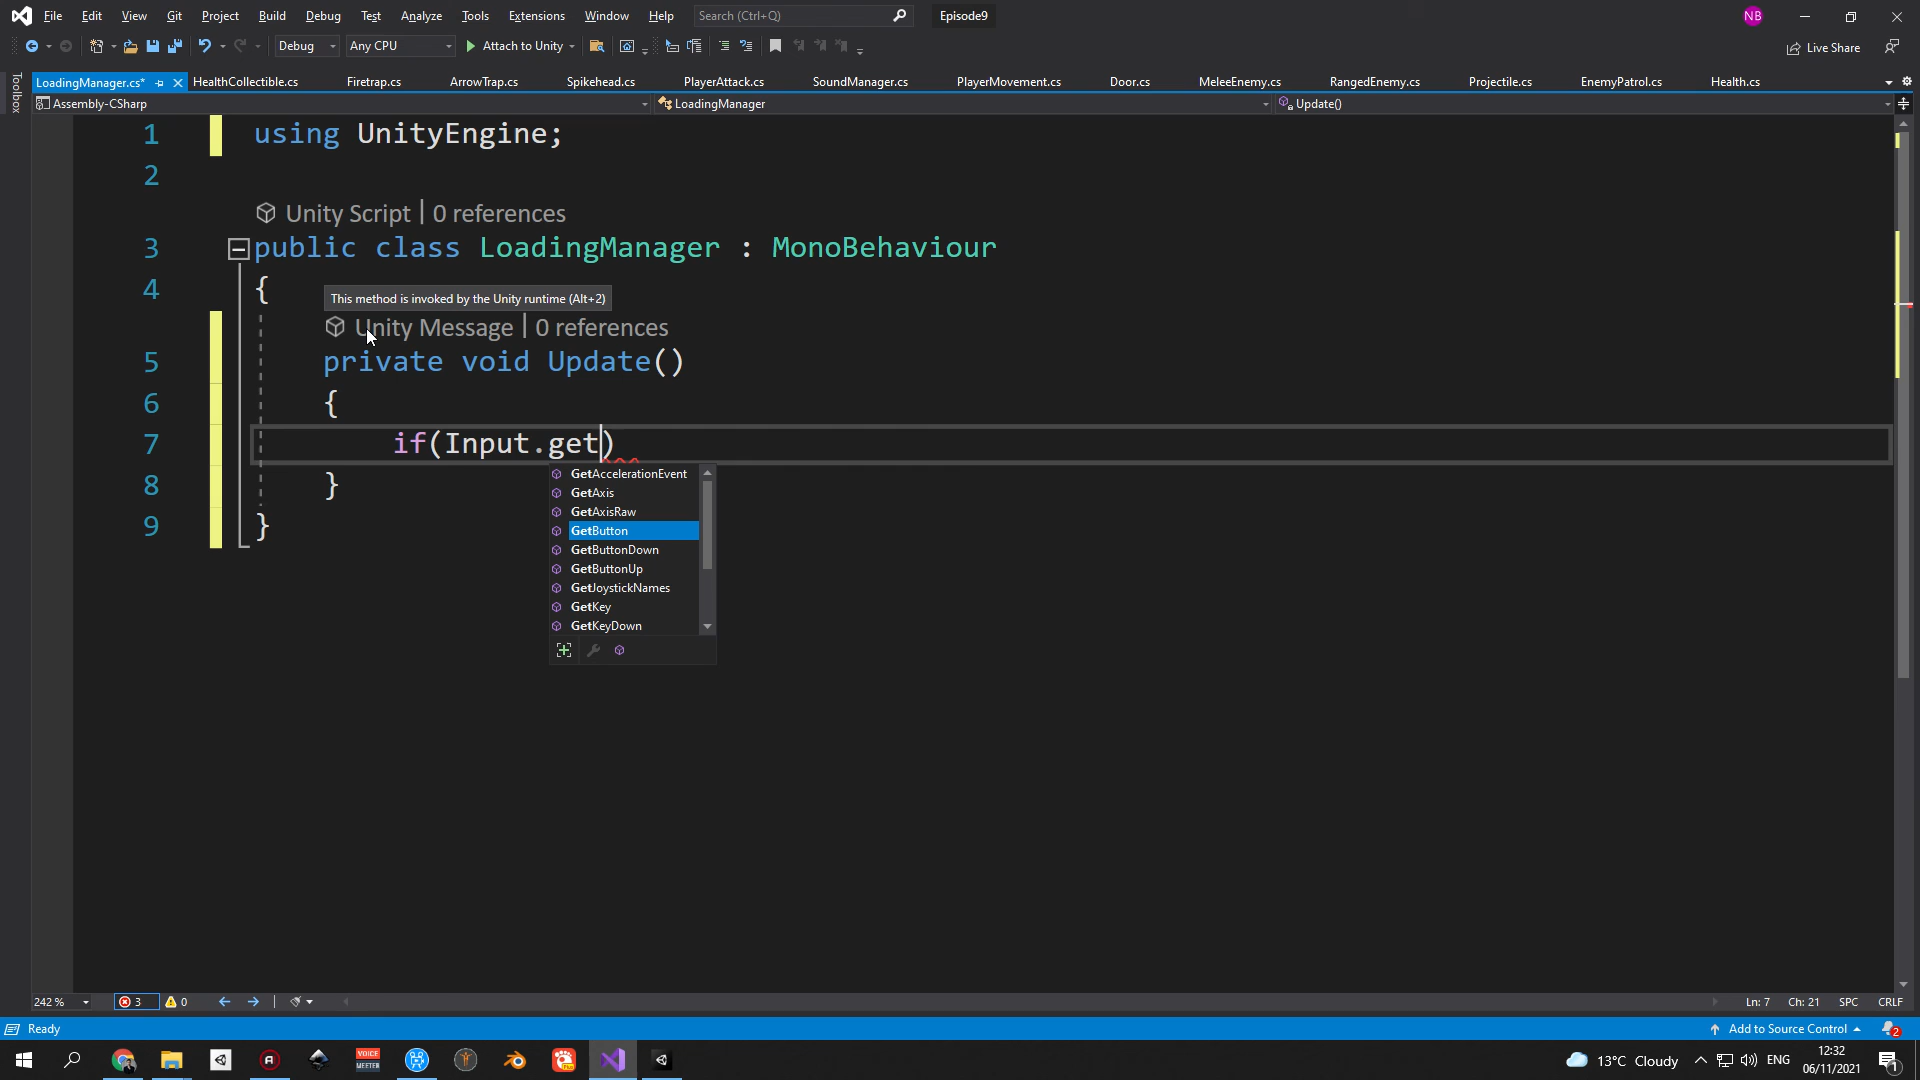 File Edit View Git Project Build Debug Test Analyze Tools Extensions Window Help Search (Ctrl+Q) Episode9 NB
Debug Any CPU Attach to Unity Live Share
LoadingManager.cs* HealthCollectible.cs Firetrap.cs ArrowTrap.cs Spikehead.cs PlayerAttack.cs SoundManager.cs PlayerMovement.cs Door.cs MeleeEnemy.cs RangedEnemy.cs Projectile.cs EnemyPatrol.cs Health.cs
Toolbox
Assembly-CSharp LoadingManager Update()
1 using UnityEngine;
2
Unity Script | 0 references
3 public class LoadingManager : MonoBehaviour
4 {
This method is invoked by the Unity runtime (Alt+2)
Unity Message | 0 references
5 private void Update()
6 {
7 if(Input.get)
8 }
9 }
GetAccelerationEvent
GetAxis
GetAxisRaw
GetButton
GetButtonDown
GetButtonUp
GetJoystickNames
GetKey
GetKeyDown
242 % 3 0 Ln: 7 Ch: 21 SPC CRLF
Ready Add to Source Control 2
VOICE MEETER 13°C Cloudy ENG 12:32 06/11/2021 1